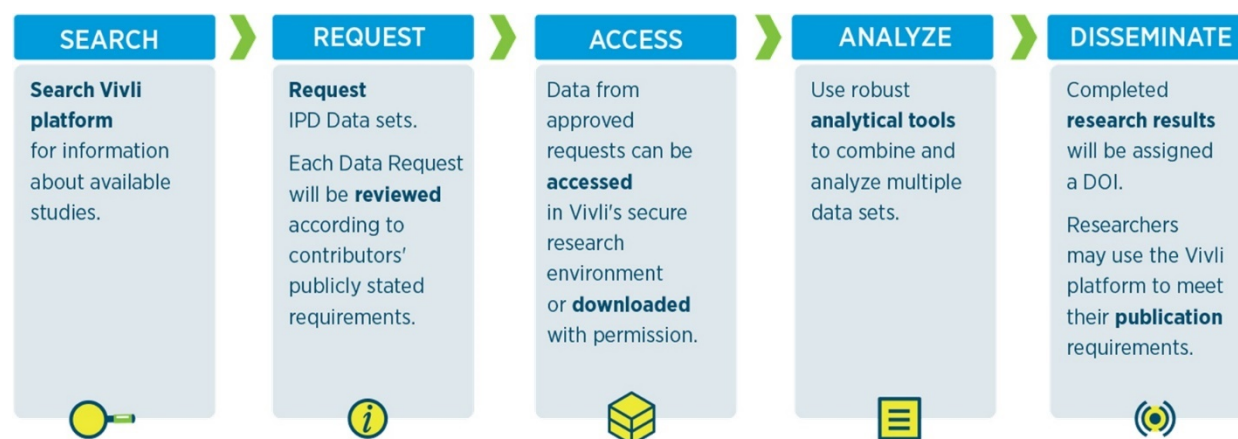 SEARCH
Search Vivli
platform
for information
about available
studies.
REQUEST
Request
IPD Data sets.
Each Data Request
will be reviewed
according to
contributors'
publicly stated
requirements.
i
ACCESS
Data from
approved
requests can be
accessed
in Vivli's secure
research
environment
or downloaded
with permission.
ANALYZE
Use robust
analytical tools
to combine and
analyze multiple
data sets.
DISSEMINATE
Completed
research results
will be assigned
a DOI.
Researchers
may use the Vivli
platform to meet
their publication
requirements.